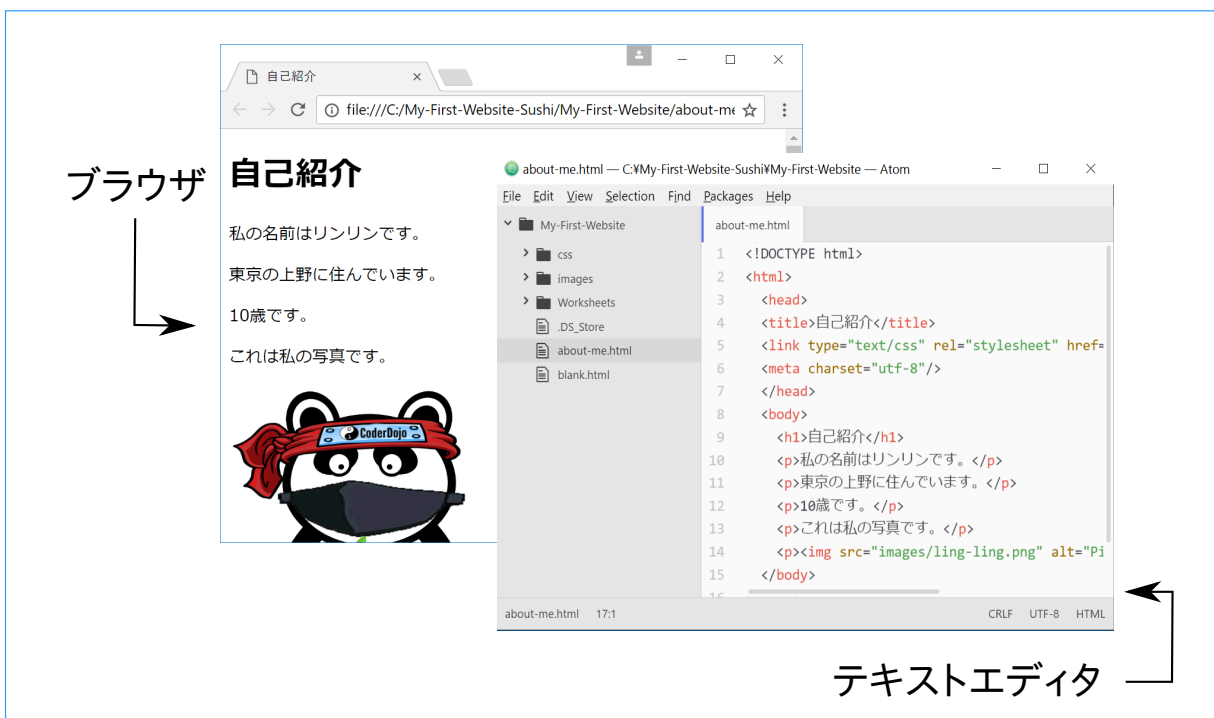 自己紹介
file:///C:/My-First-Website-Sushi/My-First-Website/about-me
ブラウザ
自己紹介
私の名前はリンリンです。
東京の上野に住んでいます。
10歳です。
これは私の写真です。
CoderDojo
about-me.html — C:¥My-First-Website-Sushi¥My-First-Website — Atom
File Edit View Selection Find Packages Help
My-First-Website
css
images
Worksheets
.DS_Store
about-me.html
blank.html
about-me.html
1 <!DOCTYPE html>
2 <html>
3 <head>
4 <title>自己紹介</title>
5 <link type="text/css" rel="stylesheet" href=
6 <meta charset="utf-8"/>
7 </head>
8 <body>
9 <h1>自己紹介</h1>
10 <p>私の名前はリンリンです。</p>
11 <p>東京の上野に住んでいます。</p>
12 <p>10歳です。</p>
13 <p>これは私の写真です。</p>
14 <p><img src="images/ling-ling.png" alt="Pi
15 </body>
16
about-me.html 17:1 CRLF UTF-8 HTML
テキストエディタ